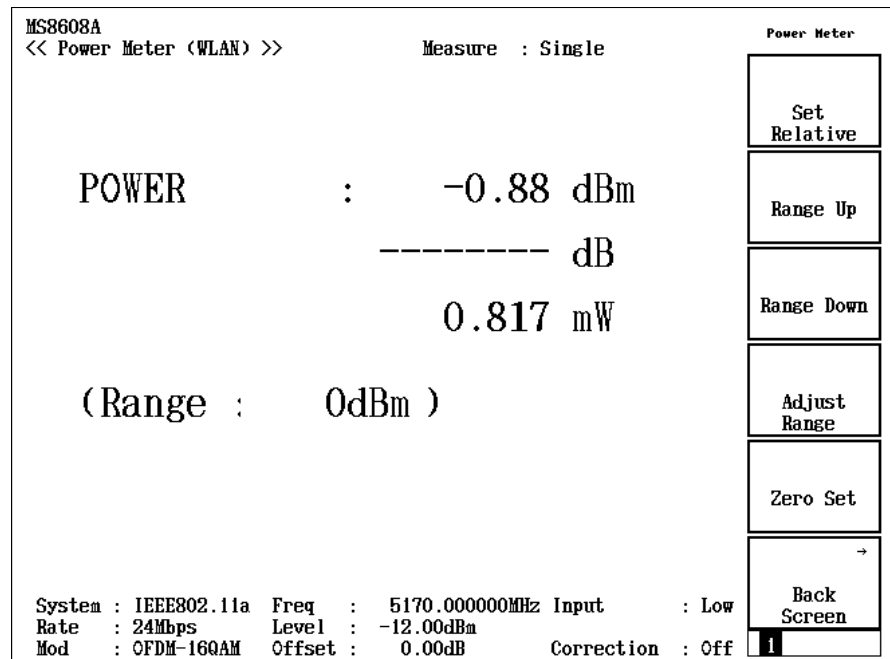 MS8608A
<< Power Meter (WLAN) >>
Measure : Single
POWER : -0.88 dBm
-------- dB
0.817 mW
(Range : 0dBm )
System : IEEE802.11a Freq : 5170.000000MHz Input : Low
Rate : 24Mbps Level : -12.00dBm
Mod : OFDM-16QAM Offset : 0.00dB Correction : Off
Power Meter
Set
Relative
Range Up
Range Down
Adjust
Range
Zero Set
→
Back
Screen
1